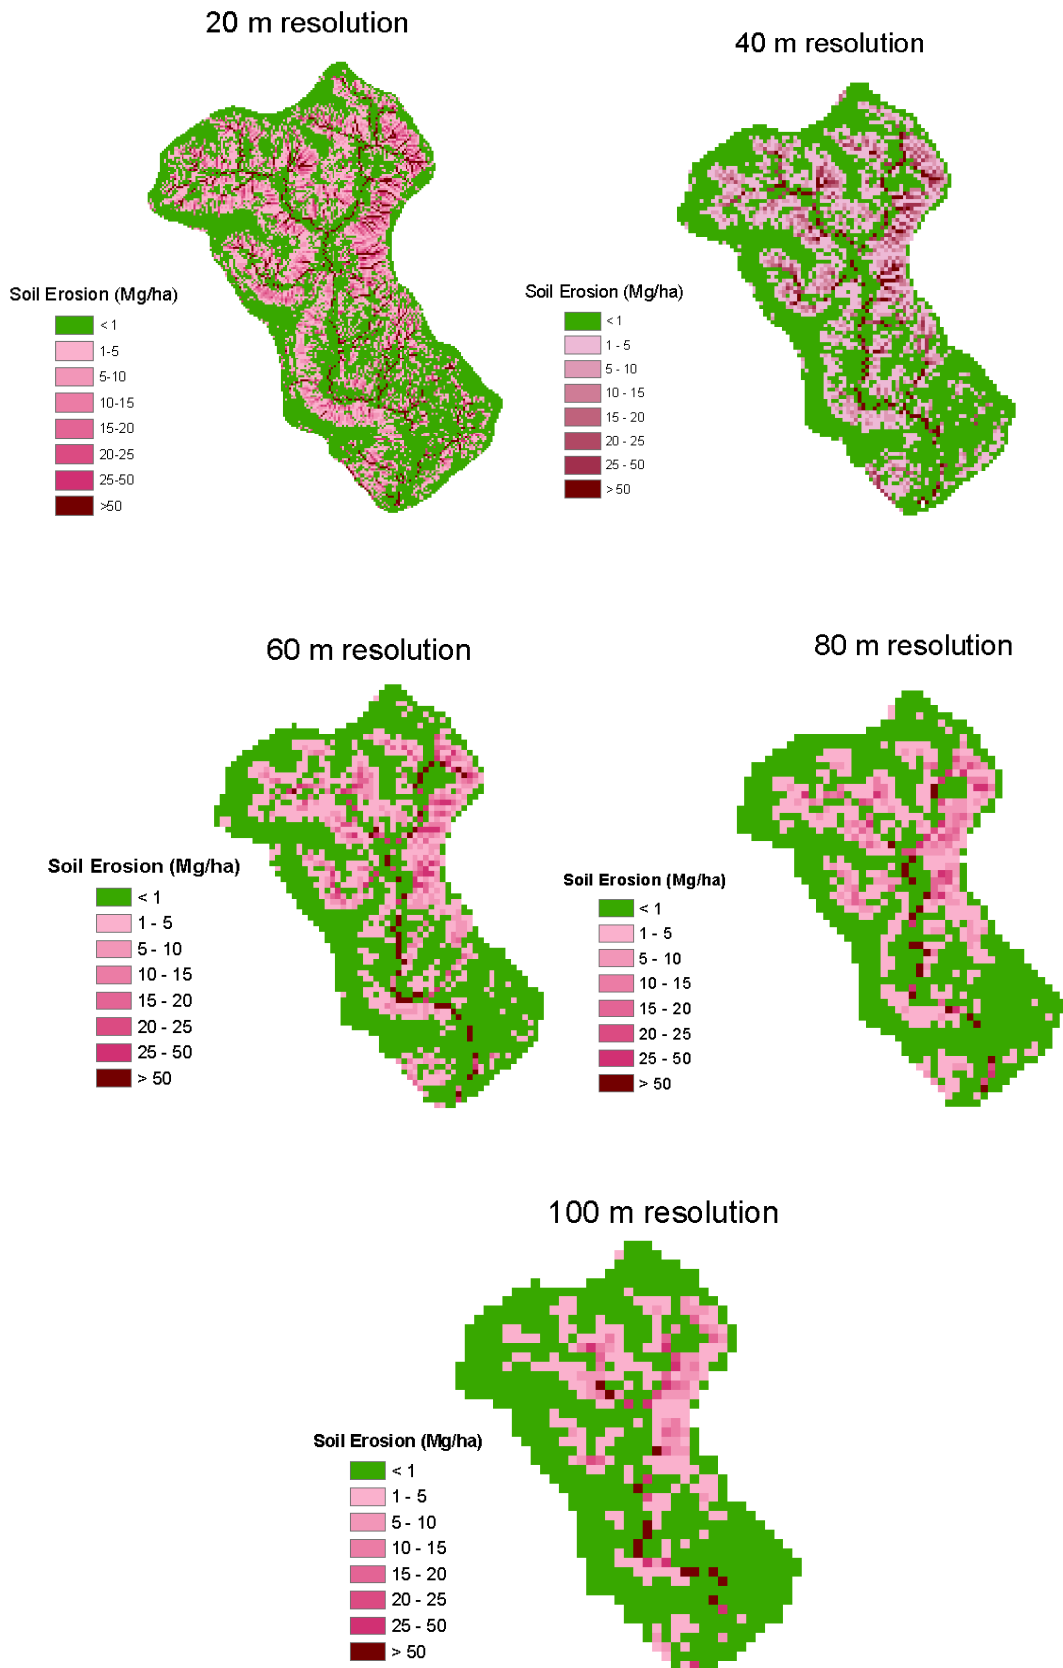 20 m resolution
Soil Erosion (Mg/ha)
< 1
1-5
5-10
10-15
15-20
20-25
25-50
>50
40 m resolution
Soil Erosion (Mg/ha)
< 1
1 - 5
5 - 10
10 - 15
15 - 20
20 - 25
25 - 50
> 50
60 m resolution
Soil Erosion (Mg/ha)
< 1
1 - 5
5 - 10
10 - 15
15 - 20
20 - 25
25 - 50
> 50
80 m resolution
Soil Erosion (Mg/ha)
< 1
1 - 5
5 - 10
10 - 15
15 - 20
20 - 25
25 - 50
> 50
100 m resolution
Soil Erosion (Mg/ha)
< 1
1 - 5
5 - 10
10 - 15
15 - 20
20 - 25
25 - 50
> 50